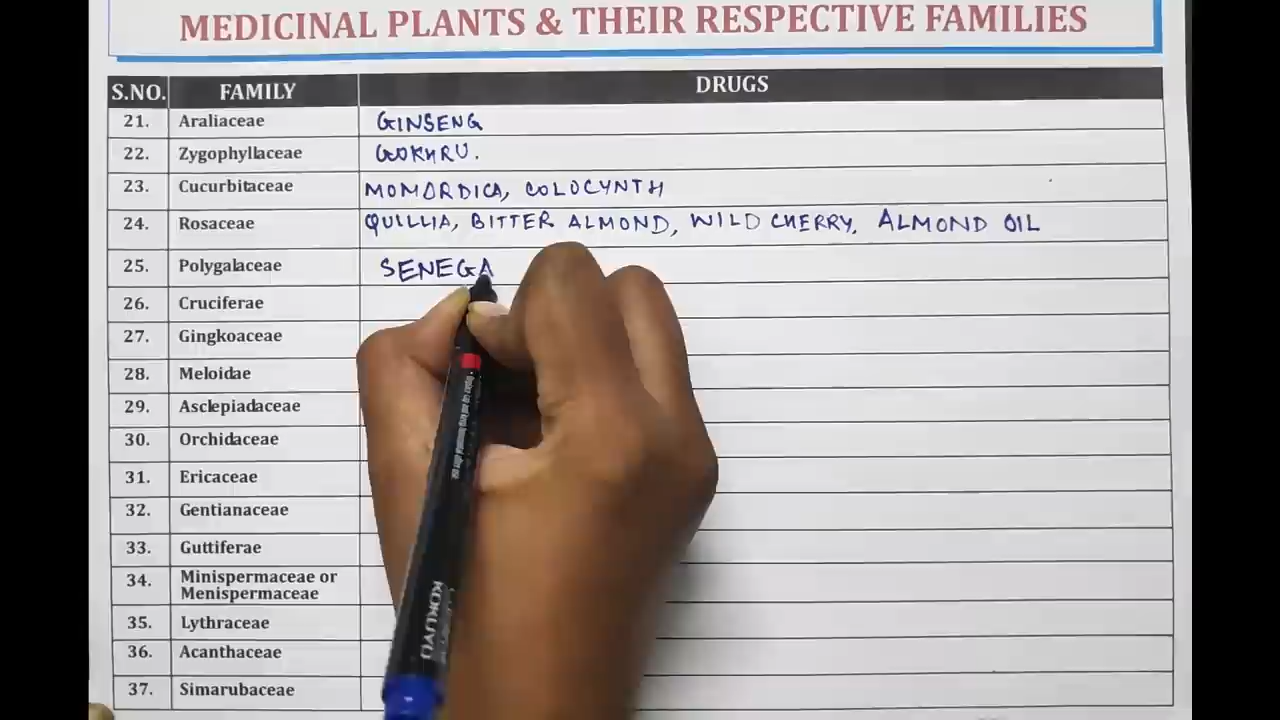 MEDICINAL PLANTS & THEIR RESPECTIVE FAMILIES
S.NO. FAMILY DRUGS
21. Araliaceae GINSENG
22. Zygophyllaceae GOKHRU.
23. Cucurbitaceae MOMORDICA, COLOCYNTH
24. Rosaceae QUILLIA, BITTER ALMOND, WILD CHERRY, ALMOND OIL
25. Polygalaceae SENEGA
26. Cruciferae
27. Gingkoaceae
28. Meloidae
29. Asclepiadaceae
30. Orchidaceae
31. Ericaceae
32. Gentianaceae
33. Guttiferae
34. Minispermaceae or
Menispermaceae
35. Lythraceae
36. Acanthaceae
37. Simarubaceae
KOKUYO